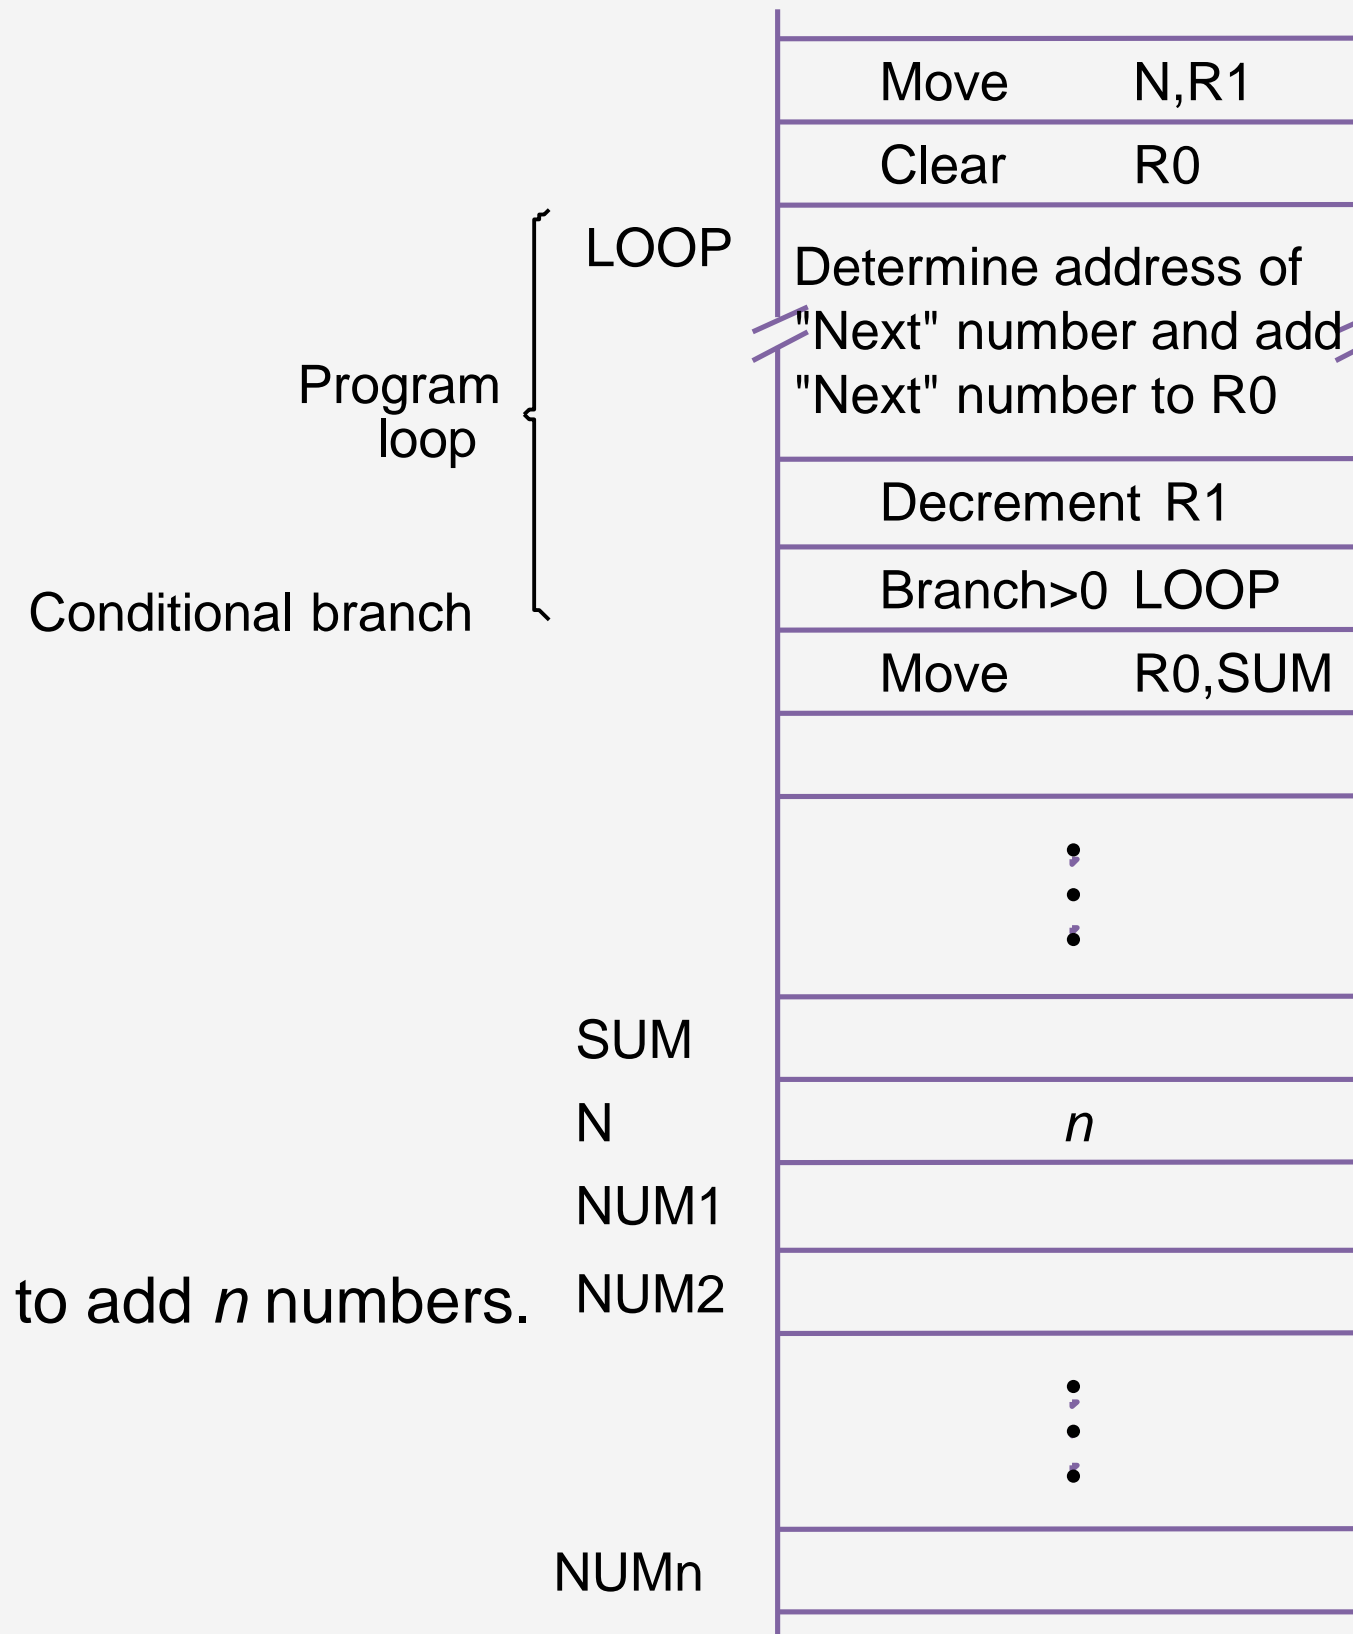 Move N,R1
Clear R0
LOOP
Determine address of
"Next" number and add
"Next" number to R0
Program
loop
Decrement R1
Conditional branch
Branch>0 LOOP
Move R0,SUM
SUM
N n
NUM1
to add n numbers.
NUM2
NUMn